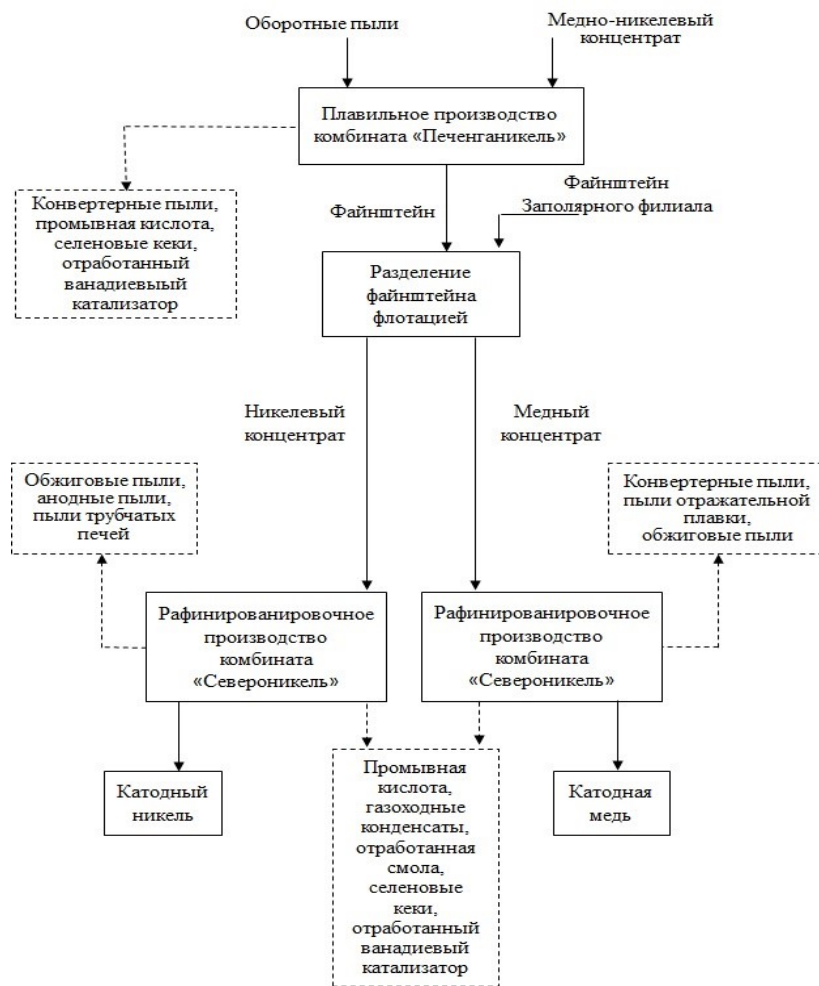 Оборотные пыли
Медно-никелевый
концентрат
Плавильное производство
комбината «Печенганикель»
Конвертерные пыли,
промывная кислота,
селеновые кеки,
отработанный
ванадиевыый
катализатор
Файнштейн
Файнштейн
Заполярного филиала
Разделение
файнштейна
флотацией
Никелевый
концентрат
Медный
концентрат
Обжиговые пыли,
анодные пыли,
пыли трубчатых
печей
Конвертерные пыли,
пыли отражательной
плавки,
обжиговые пыли
Рафинированировочное
производство
комбината
«Североникель»
Рафинированировочное
производство
комбината
«Североникель»
Катодный
никель
Промывная
кислота,
газоходные
конденсаты,
отработанная
смола,
селеновые
кеки,
отработанный
ванадиевый
катализатор
Катодная
медь